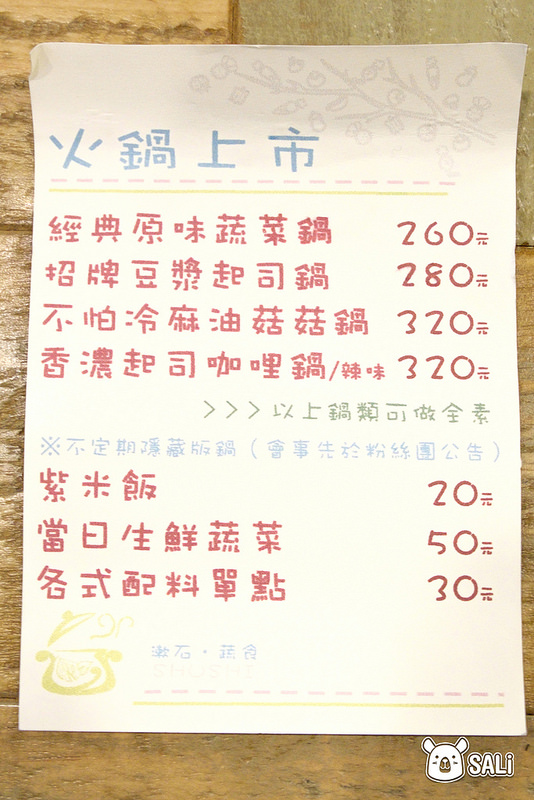 火鍋上市
經典原味蔬菜鍋 260元
招牌豆漿起司鍋 280元
不怕冷麻油菇菇鍋 320元
香濃起司咖哩鍋/辣味 320元
>>>以上鍋類可做全素
※不定期隱藏版鍋（會事先於粉絲團公告）
紫米飯 20元
當日生鮮蔬菜 50元
各式配料單點 30元
漱石·蔬食
SHUSHI
SALi